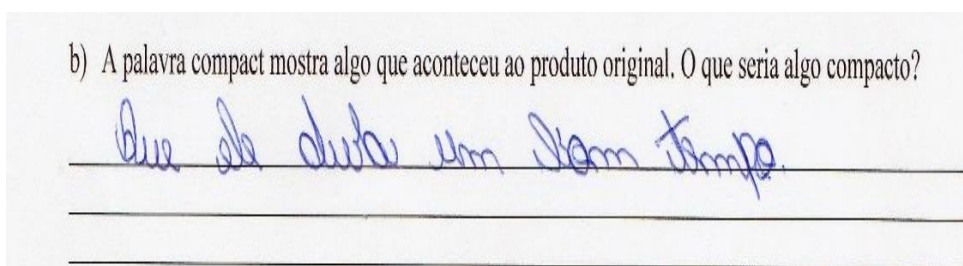 b) A palavra compact mostra algo que aconteceu ao produto original. O que seria algo compacto?
Que ele dura um bom tempo.